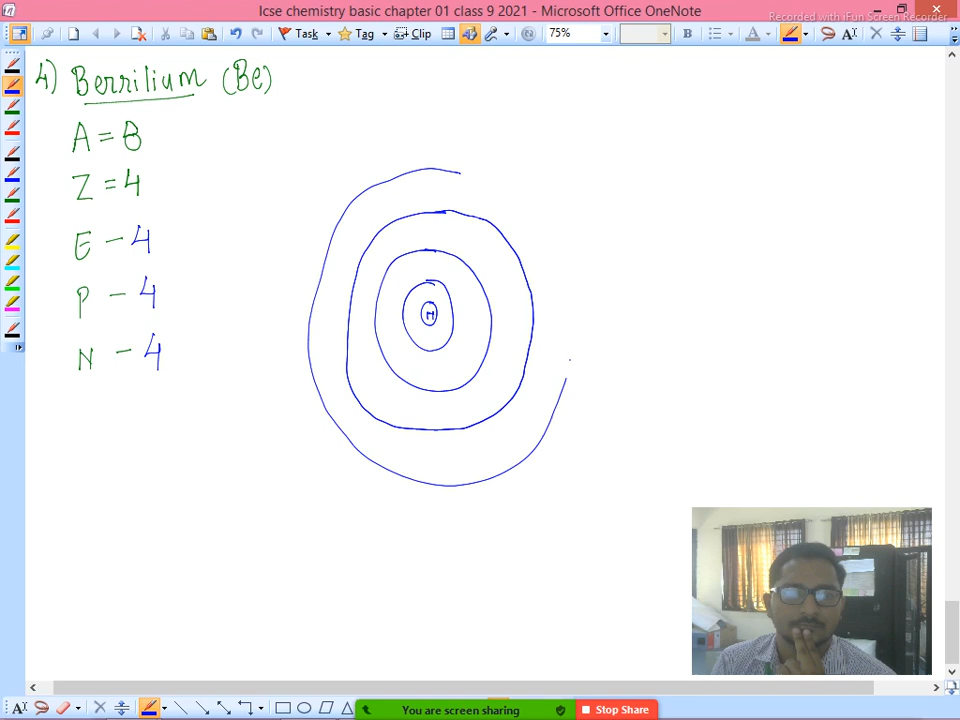 Icse chemistry basic chapter 01 class 9 2021 - Microsoft Office OneNote
Recorded with iFun Screen Recorder
Task Tag Clip 75% B A
4) Berrilium (Be)
A = 8
Z = 4
E - 4
P - 4
N - 4
N
You are screen sharing Stop Share